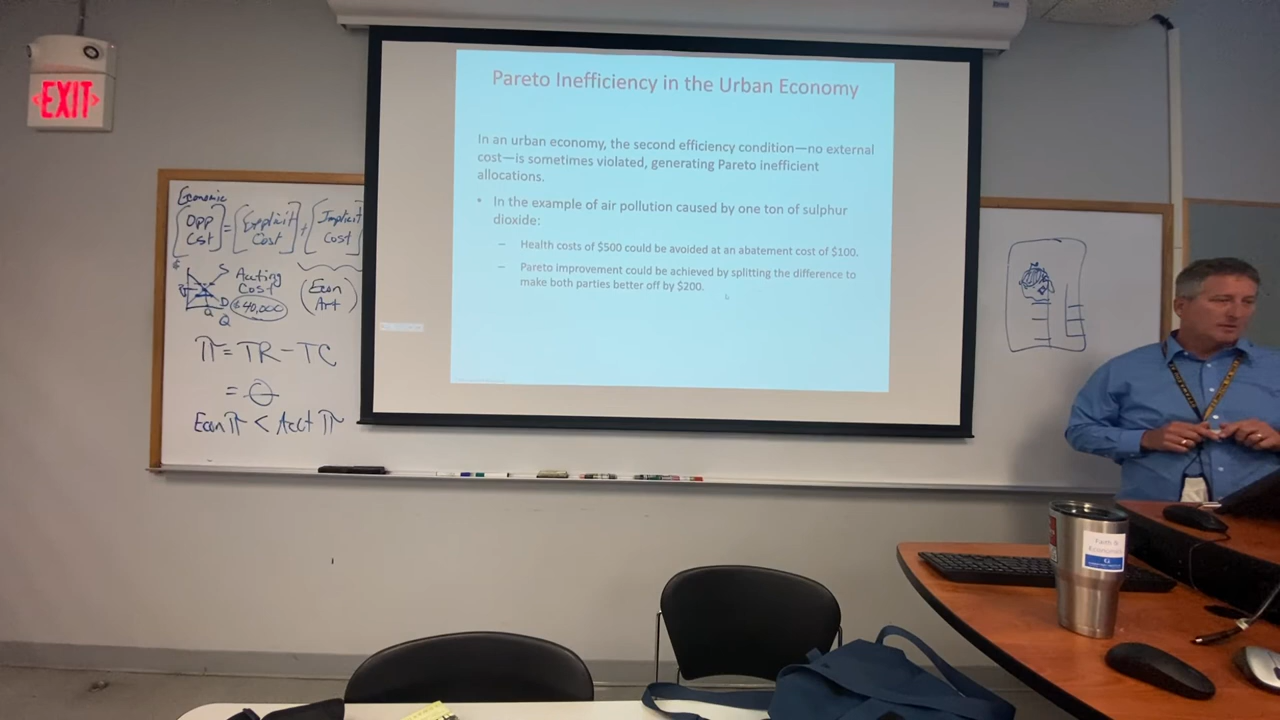 EXIT
Pareto Inefficiency in the Urban Economy
In an urban economy, the second efficiency condition—no external
cost—is sometimes violated, generating Pareto inefficient
allocations.
• In the example of air pollution caused by one ton of sulphur
dioxide:
– Health costs of $500 could be avoided at an abatement cost of $100.
– Pareto improvement could be achieved by splitting the difference to
make both parties better off by $200.
Economic
[Opp Cst] = [Explicit Cost] + [Implicit Cost]
$
S
D
Q
Q
Accting
Cost
$40,000
(Econ
Art)
π = TR − TC
= 0
Econ π < Acct π
Faith &
Economics